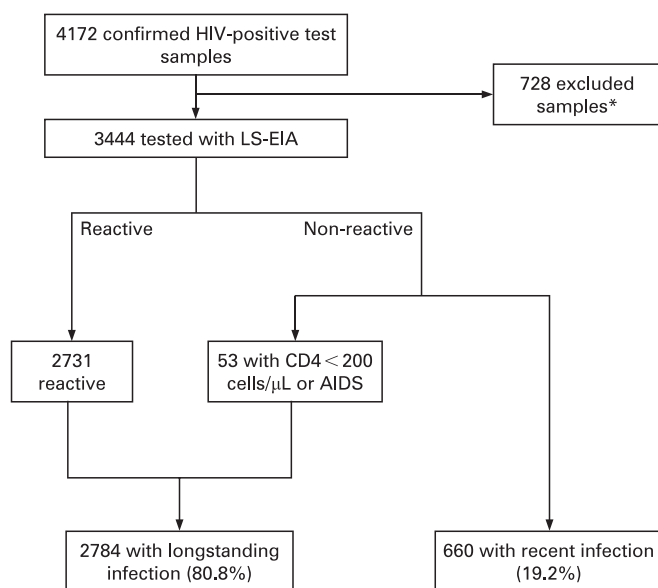 4172 confirmed HIV-positive test
samples
728 excluded
samples*
3444 tested with LS-EIA
Reactive
Non-reactive
2731
reactive
53 with CD4 < 200
cells/μL or AIDS
2784 with longstanding
infection (80.8%)
660 with recent infection
(19.2%)